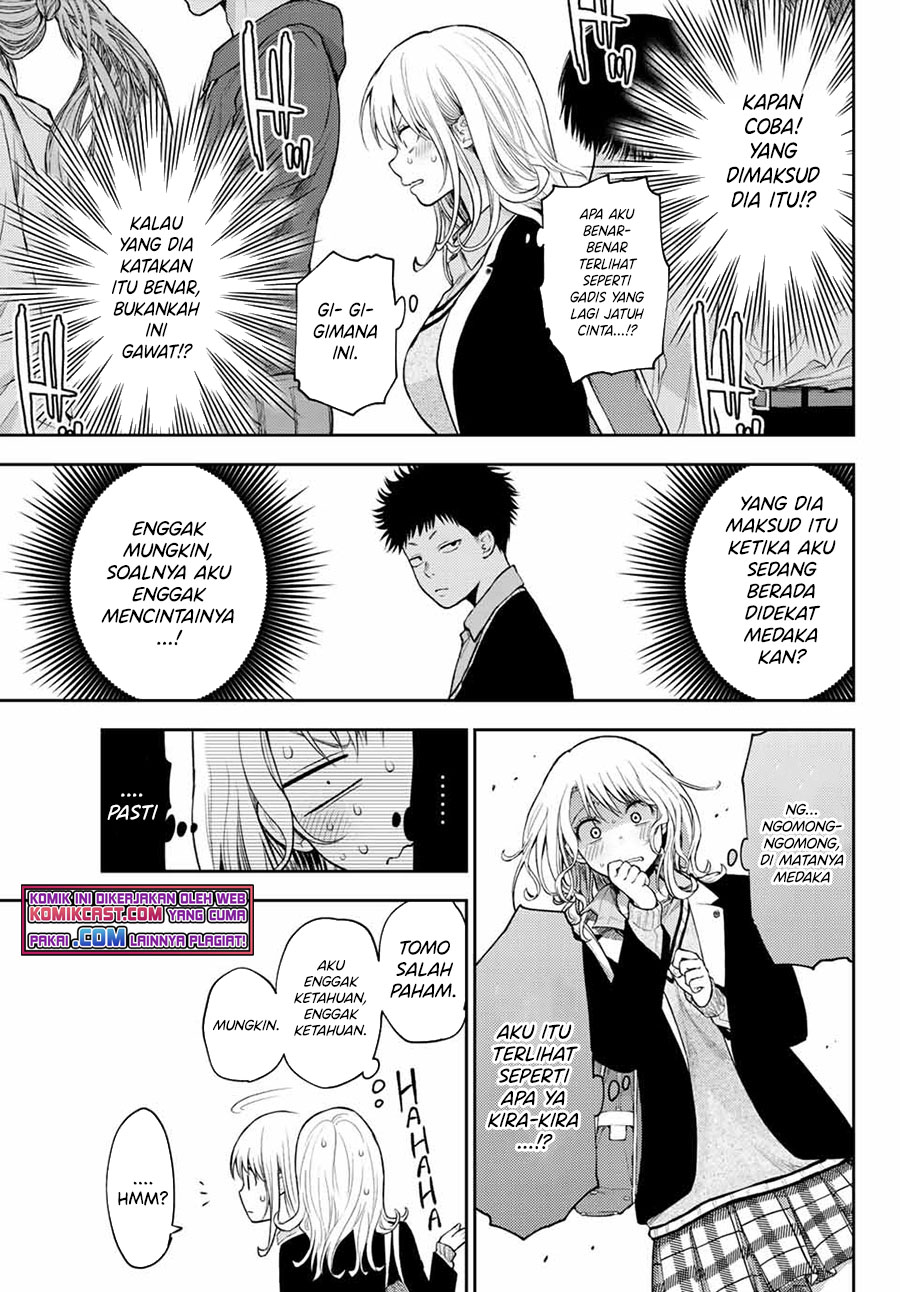 KAPAN
COBA!
YANG
DIMAKSUD
DIA ITU!?
APA AKU
BENAR-
BENAR
TERLIHAT
SEPERTI
GADIS YANG
LAGI JATUH
CINTA...!?
GI- GI-
GIMANA
INI.
KALAU
YANG DIA
KATAKAN
ITU BENAR,
BUKANKAH
INI
GAWAT!?
YANG DIA
MAKSUD ITU
KETIKA AKU
SEDANG
BERADA
DIDEKAT
MEDAKA
KAN?
ENGGAK
MUNGKIN,
SOALNYA AKU
ENGGAK
MENCINTAINYA
...!
NG...
NGOMONG-
NGOMONG,
DI MATANYA
MEDAKA
AKU ITU
TERLIHAT
SEPERTI
APA YA
KIRA-KIRA
....!?
......
....
PASTI
TOMO
SALAH
PAHAM.
AKU
ENGGAK
KETAHUAN,
ENGGAK
KETAHUAN.
MUNGKIN.
HAHAHA
....
HMM?
KOMIK INI DIKERJAKAN OLEH WEB
KOMIKCAST.COM YANG CUMA
PAKAI .COM LAINNYA PLAGIAT!